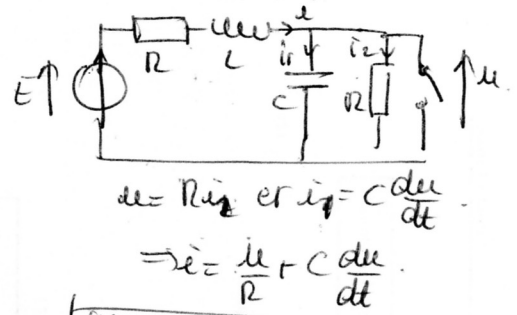 i
R L i₁ i₂
E C R u
u = Ri₂ et i₁ = C du/dt.
⇒ i = u/R + C du/dt.